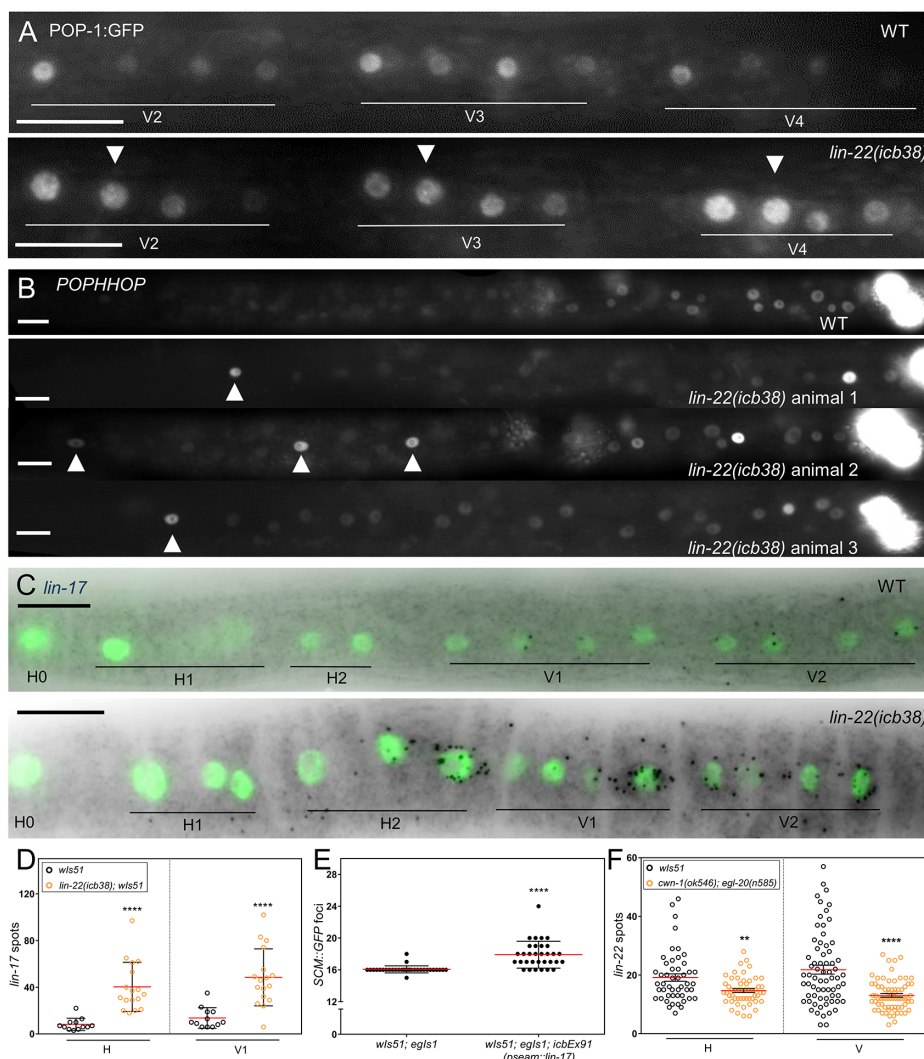 A POP-1:GFP WT
V2 V3 V4
lin-22(icb38)
V2 V3 V4
B POPHHOP
WT
lin-22(icb38) animal 1
lin-22(icb38) animal 2
lin-22(icb38) animal 3
C lin-17 WT
H0 H1 H2 V1 V2
lin-22(icb38)
H0 H1 H2 V1 V2
D
wIs51
lin-22(icb38); wIs51
lin-17 spots
120
80
40
0
**** ****
H V1
E
SCM::GFP foci
28
24
20
16
12
0
****
wIs51; egIs1
wIs51; egIs1; icbEx91
(pseam::lin-17)
F
wIs51
cwn-1(ok546); egl-20(n585)
lin-22 spots
60
40
20
0
** ****
H V